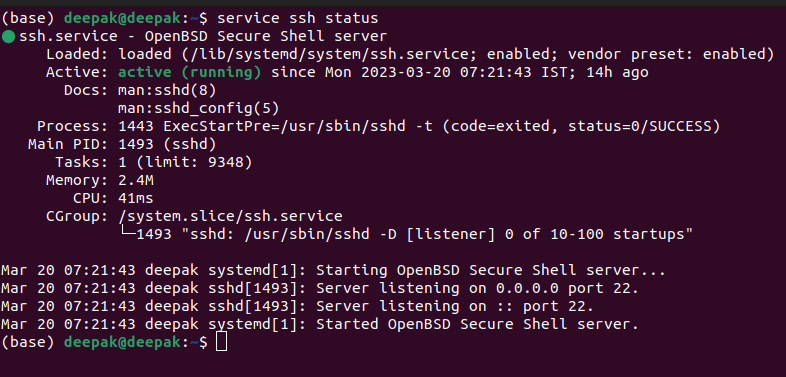 (base) deepak@deepak:~$ service ssh status
● ssh.service - OpenBSD Secure Shell server
     Loaded: loaded (/lib/systemd/system/ssh.service; enabled; vendor preset: enabled)
     Active: active (running) since Mon 2023-03-20 07:21:43 IST; 14h ago
       Docs: man:sshd(8)
             man:sshd_config(5)
    Process: 1443 ExecStartPre=/usr/sbin/sshd -t (code=exited, status=0/SUCCESS)
   Main PID: 1493 (sshd)
      Tasks: 1 (limit: 9348)
     Memory: 2.4M
        CPU: 41ms
     CGroup: /system.slice/ssh.service
             └─1493 "sshd: /usr/sbin/sshd -D [listener] 0 of 10-100 startups"

Mar 20 07:21:43 deepak systemd[1]: Starting OpenBSD Secure Shell server...
Mar 20 07:21:43 deepak sshd[1493]: Server listening on 0.0.0.0 port 22.
Mar 20 07:21:43 deepak sshd[1493]: Server listening on :: port 22.
Mar 20 07:21:43 deepak systemd[1]: Started OpenBSD Secure Shell server.
(base) deepak@deepak:~$